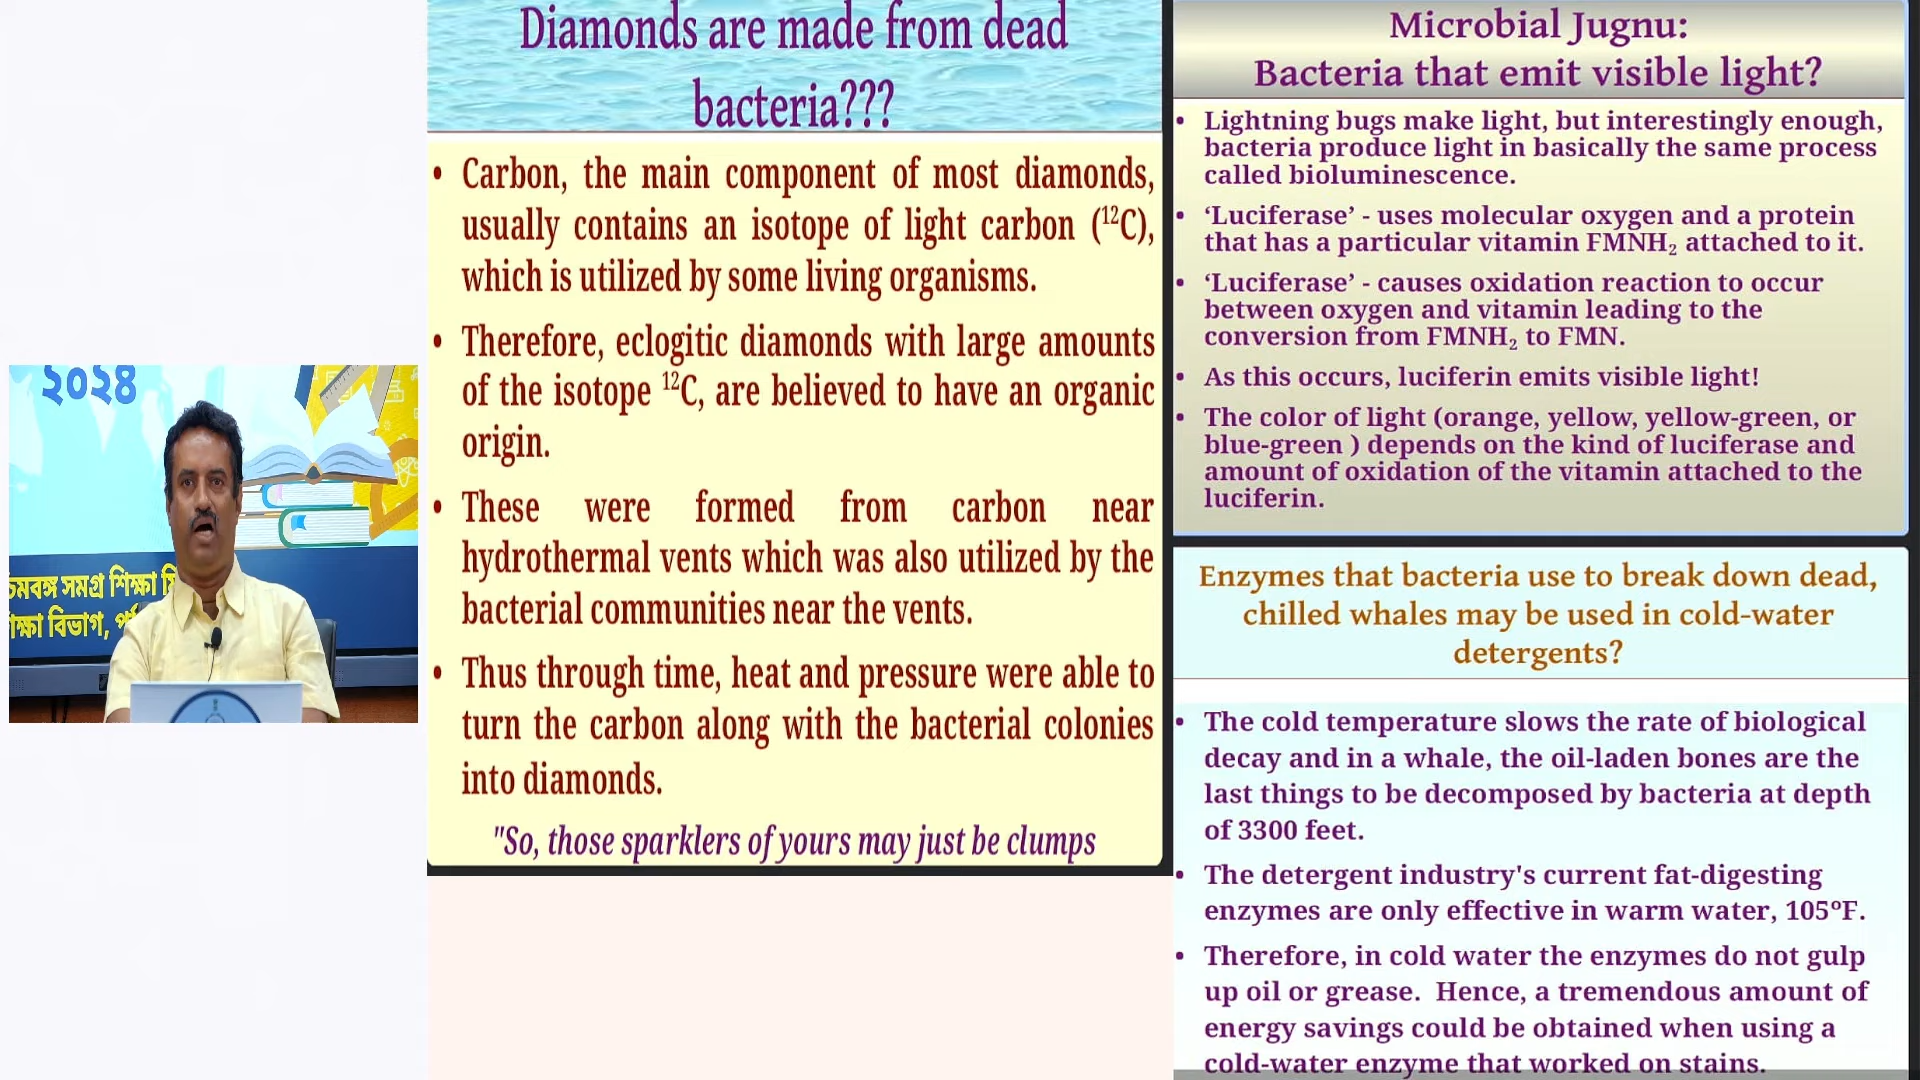 ২০২৪
চমবঙ্গ সমগ্র শিক্ষা মি
ক্ষা বিভাগ,
Diamonds are made from dead
bacteria???
• Carbon, the main component of most diamonds,
usually contains an isotope of light carbon (¹²C),
which is utilized by some living organisms.
• Therefore, eclogitic diamonds with large amounts
of the isotope ¹²C, are believed to have an organic
origin.
• These were formed from carbon near
hydrothermal vents which was also utilized by the
bacterial communities near the vents.
• Thus through time, heat and pressure were able to
turn the carbon along with the bacterial colonies
into diamonds.
"So, those sparklers of yours may just be clumps
Microbial Jugnu:
Bacteria that emit visible light?
• Lightning bugs make light, but interestingly enough,
bacteria produce light in basically the same process
called bioluminescence.
• ‘Luciferase’ - uses molecular oxygen and a protein
that has a particular vitamin FMNH₂ attached to it.
• ‘Luciferase’ - causes oxidation reaction to occur
between oxygen and vitamin leading to the
conversion from FMNH₂ to FMN.
• As this occurs, luciferin emits visible light!
• The color of light (orange, yellow, yellow-green, or
blue-green ) depends on the kind of luciferase and
amount of oxidation of the vitamin attached to the
luciferin.
Enzymes that bacteria use to break down dead,
chilled whales may be used in cold-water
detergents?
• The cold temperature slows the rate of biological
decay and in a whale, the oil-laden bones are the
last things to be decomposed by bacteria at depth
of 3300 feet.
• The detergent industry's current fat-digesting
enzymes are only effective in warm water, 105ºF.
• Therefore, in cold water the enzymes do not gulp
up oil or grease. Hence, a tremendous amount of
energy savings could be obtained when using a
cold-water enzyme that worked on stains.